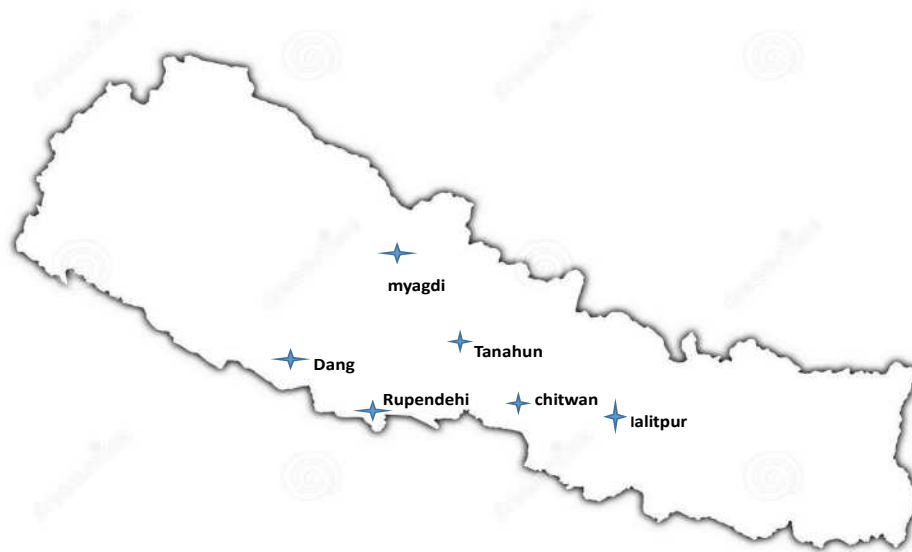 myagdi
Tanahun
Dang
Rupendehi
chitwan
lalitpur